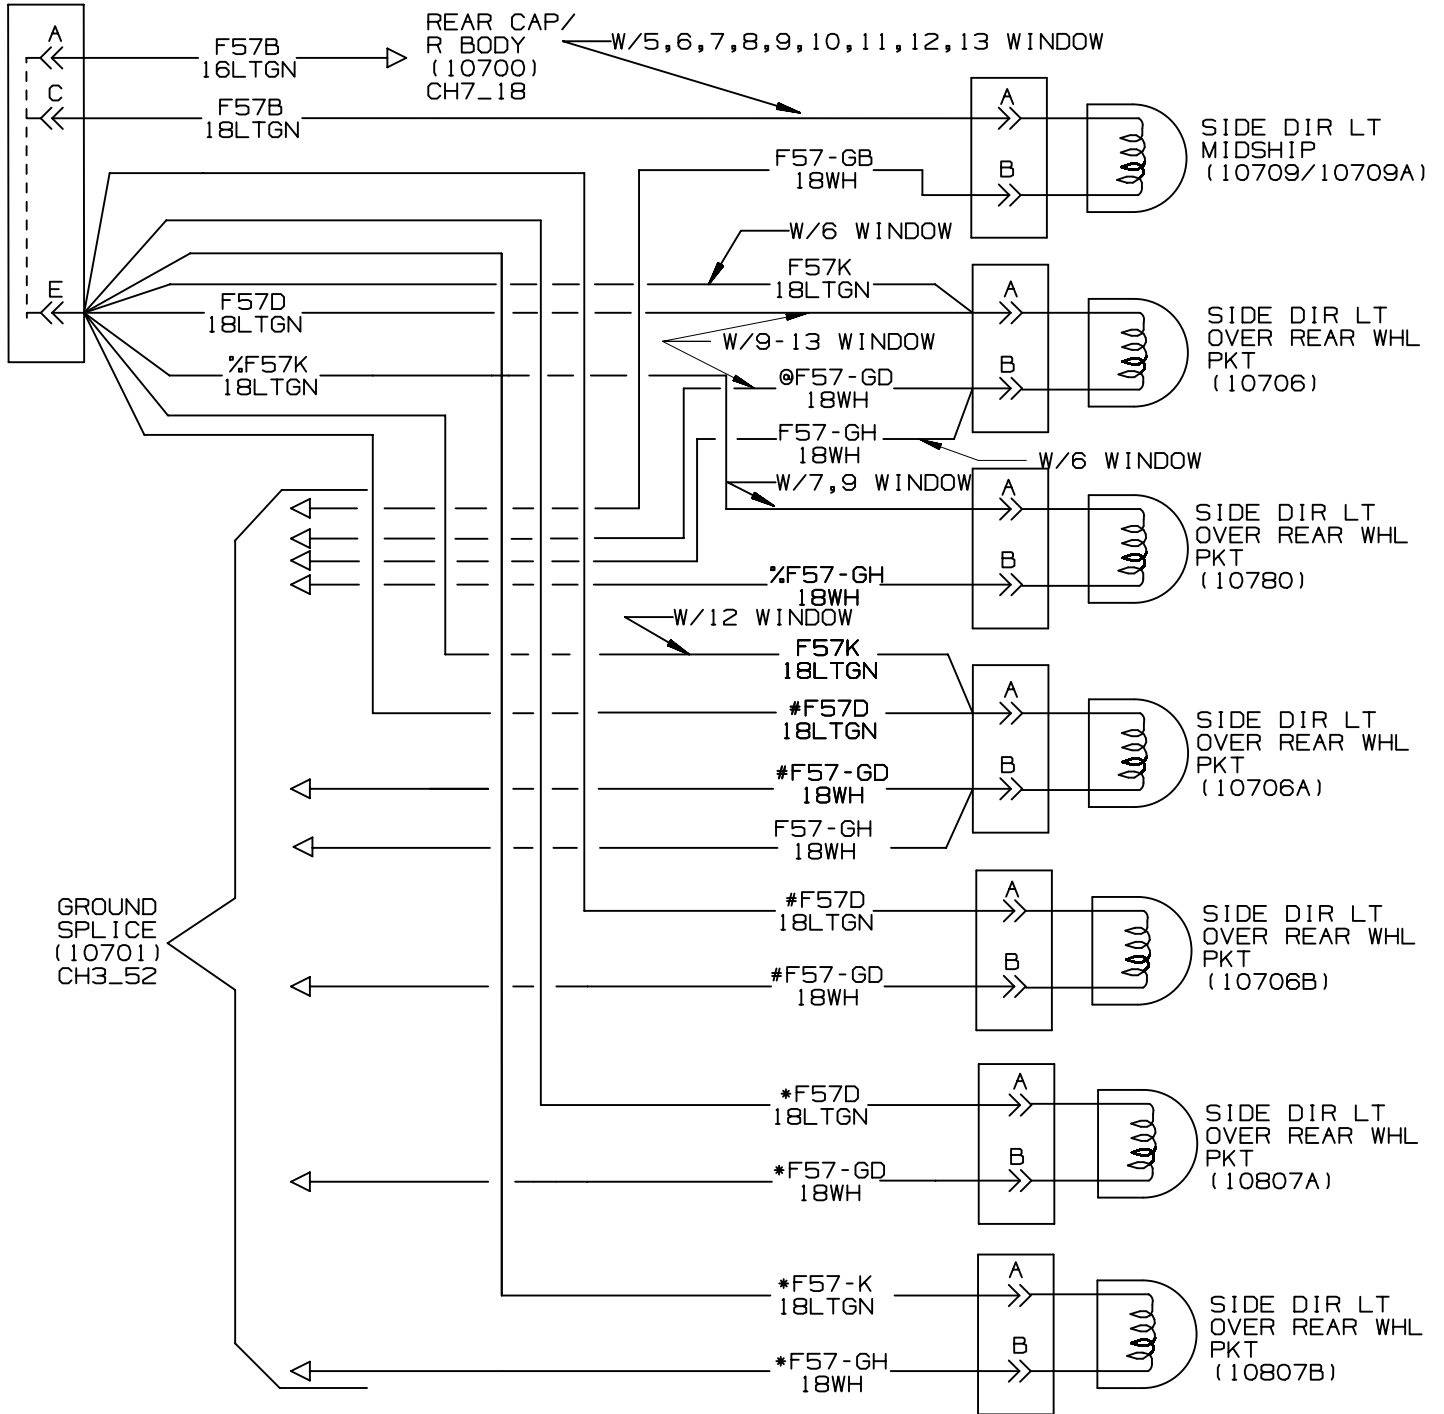 A
F57B
16LTGN
REAR CAP/
R BODY
(10700)
CH7_18
W/5,6,7,8,9,10,11,12,13 WINDOW
C
F57B
18LTGN
A
SIDE DIR LT
MIDSHIP
(10709/10709A)
F57-GB
18WH
B
W/6 WINDOW
F57K
18LTGN
E
F57D
18LTGN
A
SIDE DIR LT
OVER REAR WHL
PKT
(10706)
W/9-13 WINDOW
%F57K
18LTGN
@F57-GD
18WH
B
F57-GH
18WH
W/6 WINDOW
W/7,9 WINDOW
A
SIDE DIR LT
OVER REAR WHL
PKT
(10780)
%F57-GH
18WH
B
W/12 WINDOW
F57K
18LTGN
A
#F57D
18LTGN
SIDE DIR LT
OVER REAR WHL
PKT
(10706A)
#F57-GD
18WH
B
F57-GH
18WH
GROUND
SPLICE
(10701)
CH3_52
#F57D
18LTGN
A
SIDE DIR LT
OVER REAR WHL
PKT
(10706B)
#F57-GD
18WH
B
*F57D
18LTGN
A
SIDE DIR LT
OVER REAR WHL
PKT
(10807A)
*F57-GD
18WH
B
*F57-K
18LTGN
A
SIDE DIR LT
OVER REAR WHL
PKT
(10807B)
*F57-GH
18WH
B